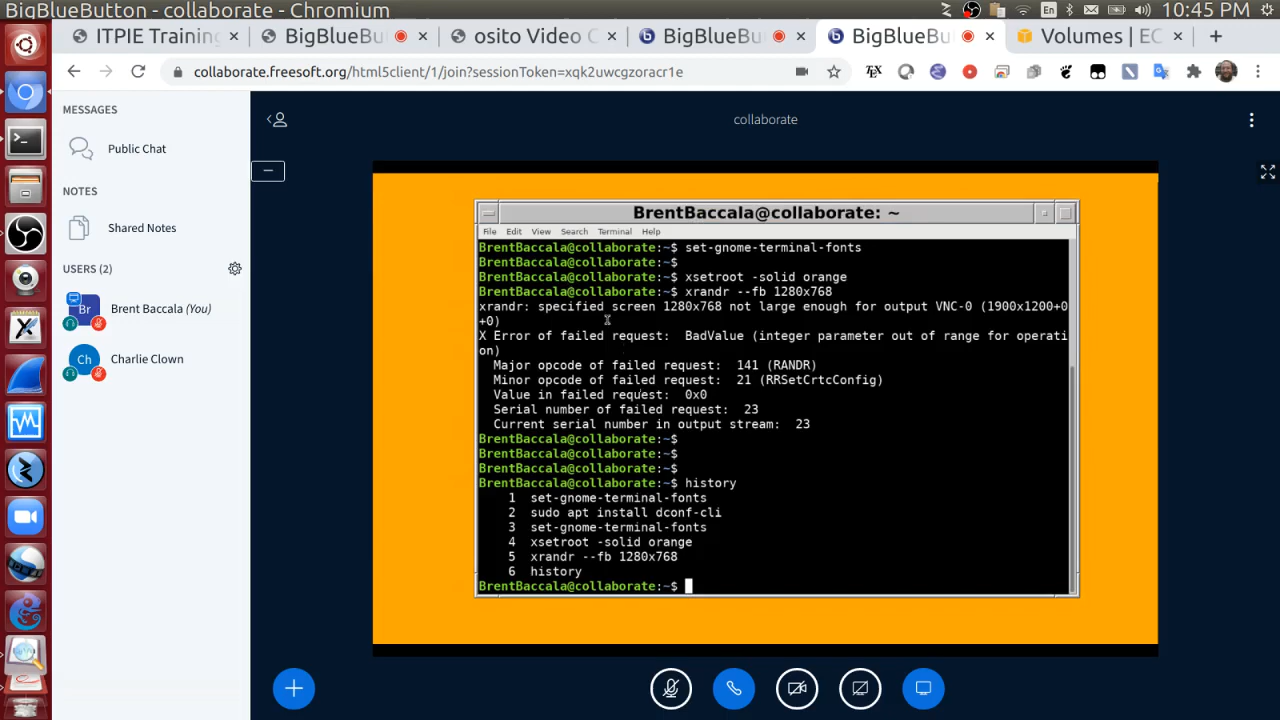 BigBlueButton - collaborate - Chromium
En
10:45 PM
ITPIE Training
BigBlueBu
osito Video C
BigBlueBu
BigBlueBu
Volumes | EC
collaborate.freesoft.org/html5client/1/join?sessionToken=xqk2uwcgzoracr1e
MESSAGES
Public Chat
NOTES
Shared Notes
USERS (2)
Br
Brent Baccala (You)
Ch
Charlie Clown
collaborate
BrentBaccala@collaborate: ~
File Edit View Search Terminal Help
BrentBaccala@collaborate:~$ set-gnome-terminal-fonts
BrentBaccala@collaborate:~$
BrentBaccala@collaborate:~$ xsetroot -solid orange
BrentBaccala@collaborate:~$ xrandr --fb 1280x768
xrandr: specified screen 1280x768 not large enough for output VNC-0 (1900x1200+0
+0)
X Error of failed request:  BadValue (integer parameter out of range for operati
on)
  Major opcode of failed request:  141 (RANDR)
  Minor opcode of failed request:  21 (RRSetCrtcConfig)
  Value in failed request:  0x0
  Serial number of failed request:  23
  Current serial number in output stream:  23
BrentBaccala@collaborate:~$
BrentBaccala@collaborate:~$
BrentBaccala@collaborate:~$
BrentBaccala@collaborate:~$ history
    1  set-gnome-terminal-fonts
    2  sudo apt install dconf-cli
    3  set-gnome-terminal-fonts
    4  xsetroot -solid orange
    5  xrandr --fb 1280x768
    6  history
BrentBaccala@collaborate:~$